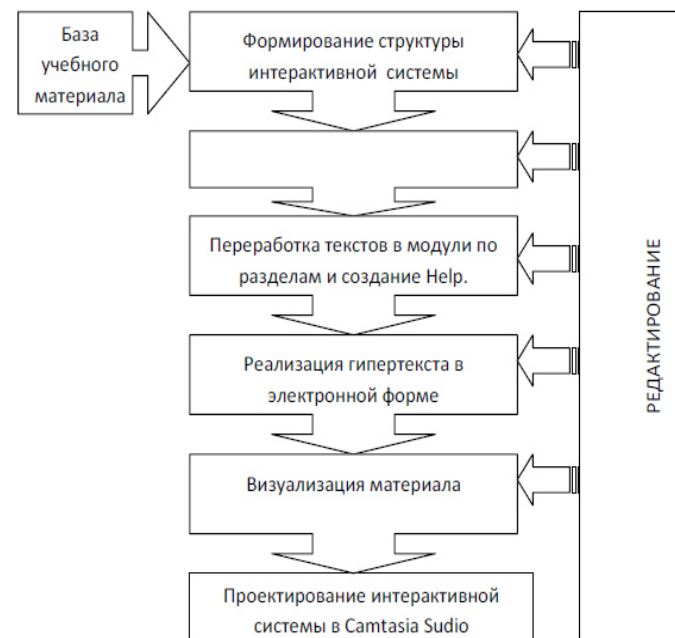 База
учебного
материала
Формирование структуры
интерактивной системы
Переработка текстов в модули по
разделам и создание Help.
Реализация гипертекста в
электронной форме
Визуализация материала
Проектирование интерактивной
системы в Camtasia Sudio
РЕДАКТИРОВАНИЕ